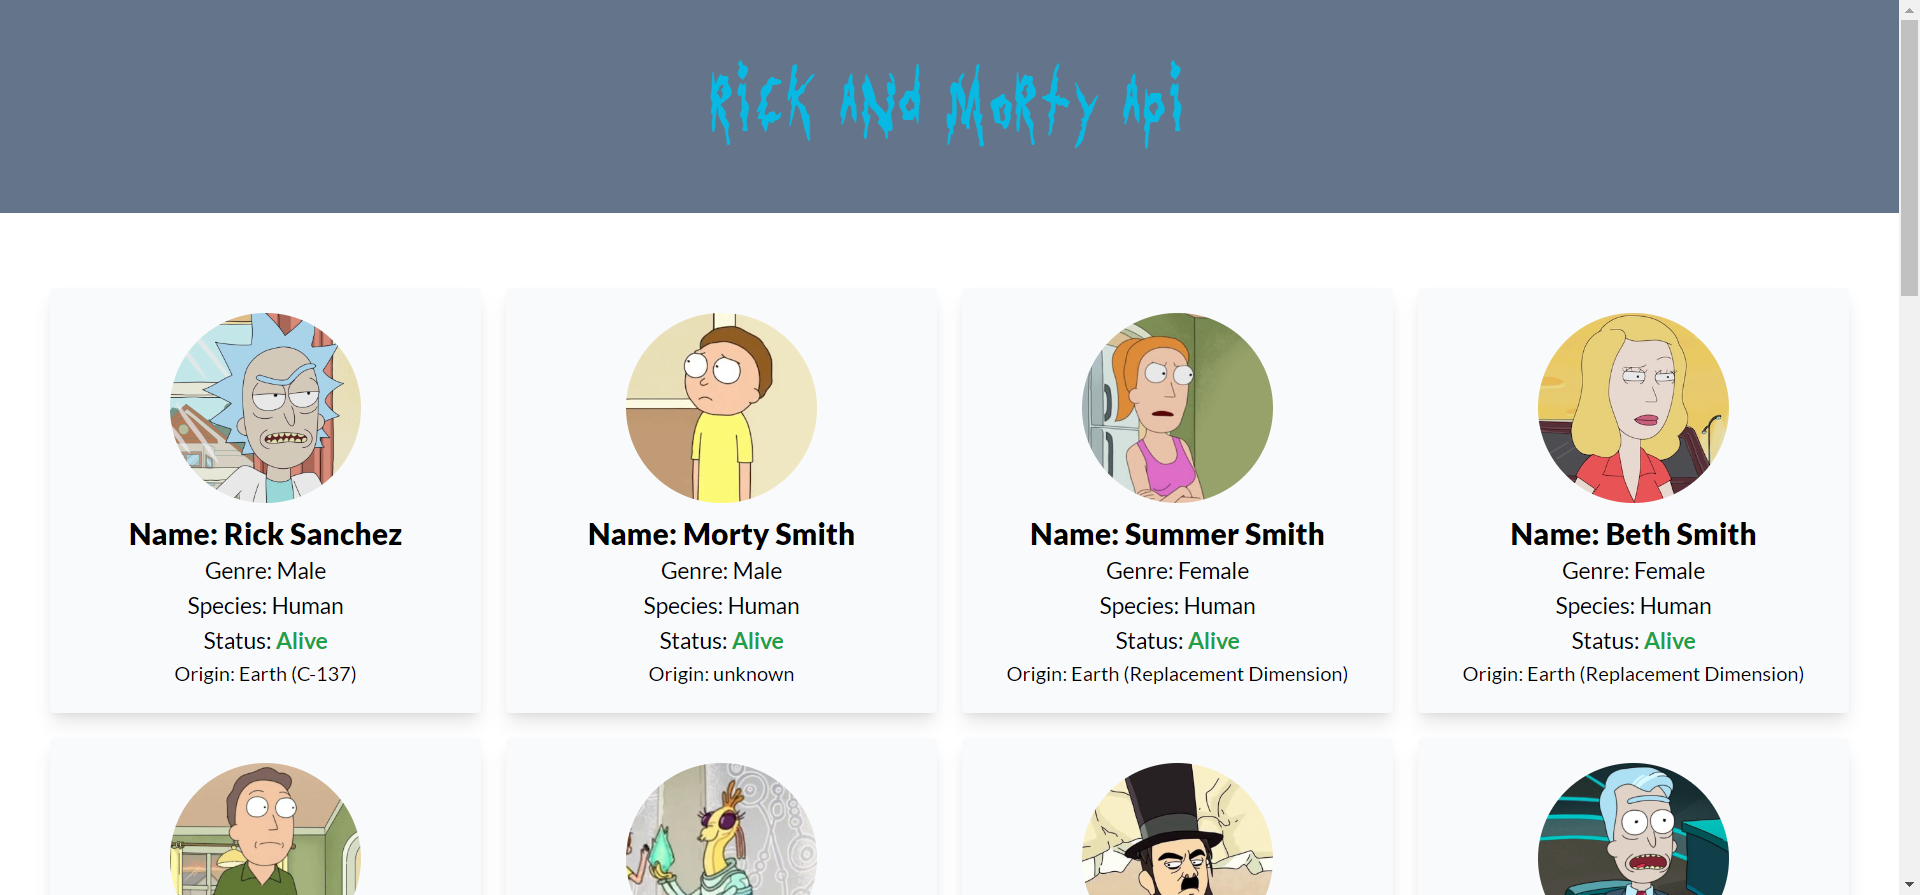 Rick And Morty Api
Name: Rick Sanchez
Genre: Male
Species: Human
Status: Alive
Origin: Earth (C-137)
Name: Morty Smith
Genre: Male
Species: Human
Status: Alive
Origin: unknown
Name: Summer Smith
Genre: Female
Species: Human
Status: Alive
Origin: Earth (Replacement Dimension)
Name: Beth Smith
Genre: Female
Species: Human
Status: Alive
Origin: Earth (Replacement Dimension)